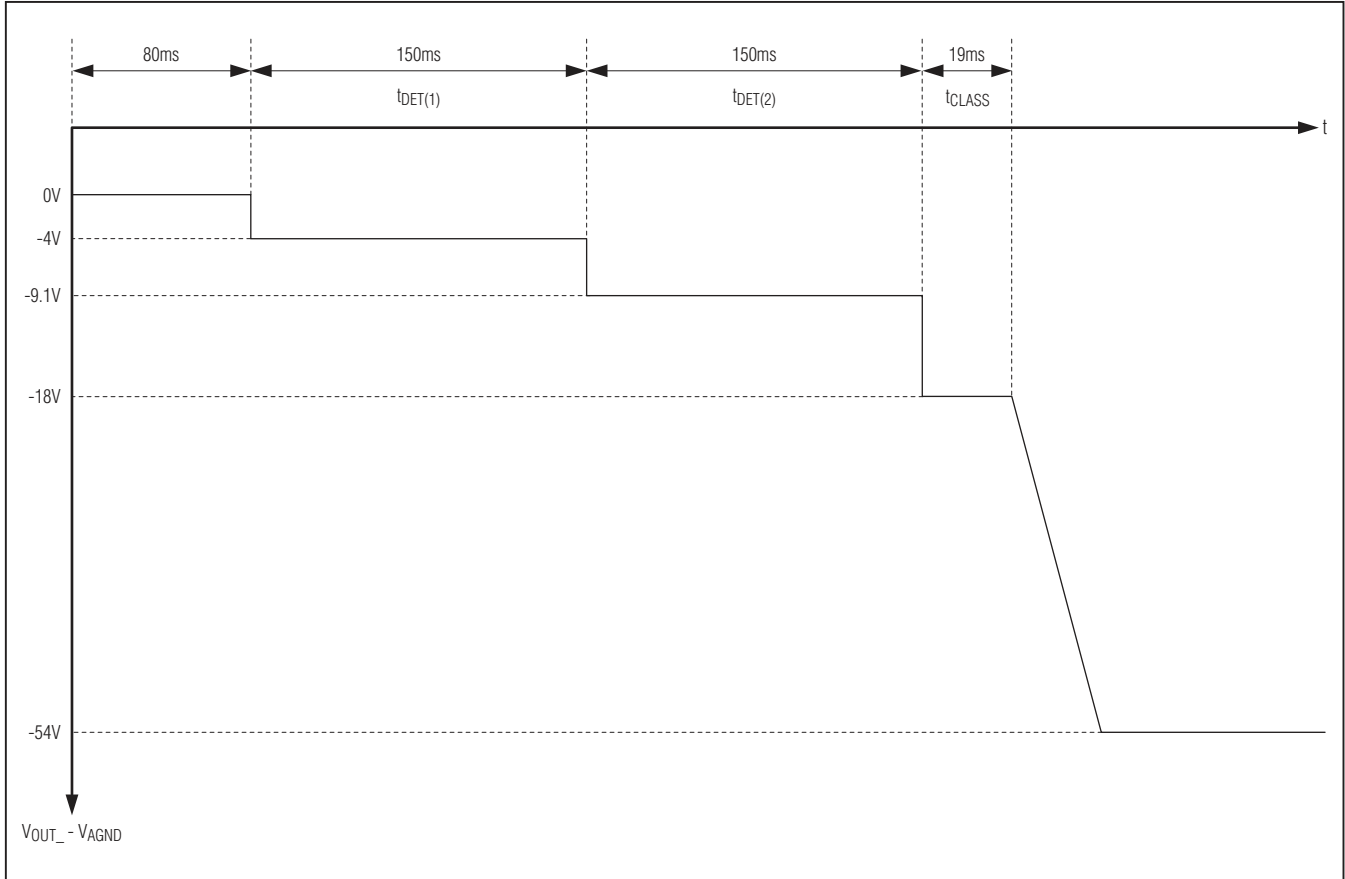 80ms
150ms
150ms
19ms
tDET(1)
tDET(2)
tCLASS
t
0V
-4V
-9.1V
-18V
-54V
VOUT_ - VAGND